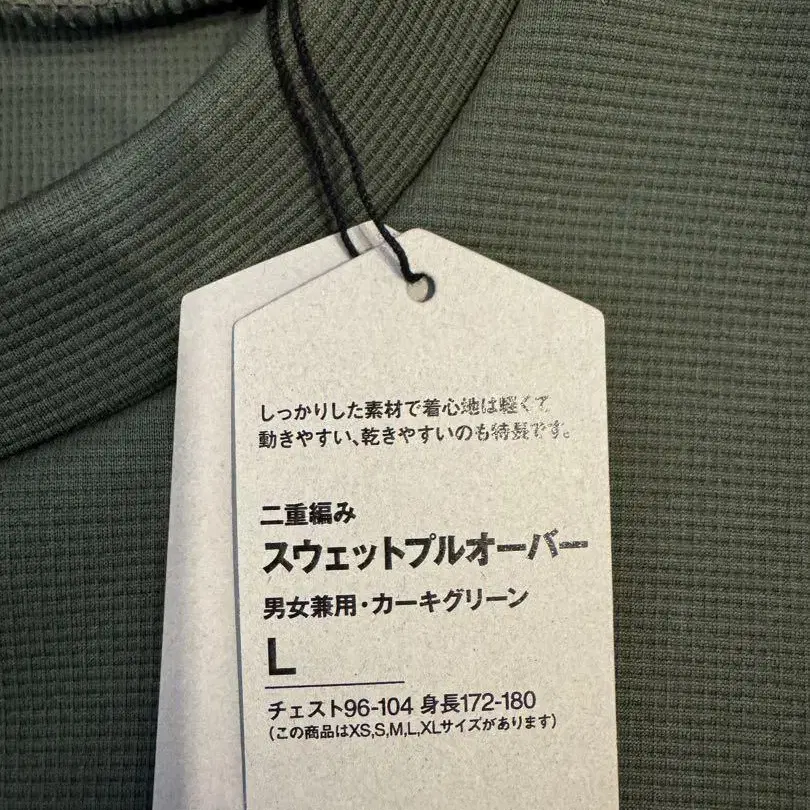 しっかりした素材で着心地は軽くて
動きやすい、乾きやすいのも特長です。
二重編み
スウェットプルオーバー
男女兼用・カーキグリーン
L
チェスト96-104 身長172-180
(この商品はXS,S,M,L,XLサイズがあります)